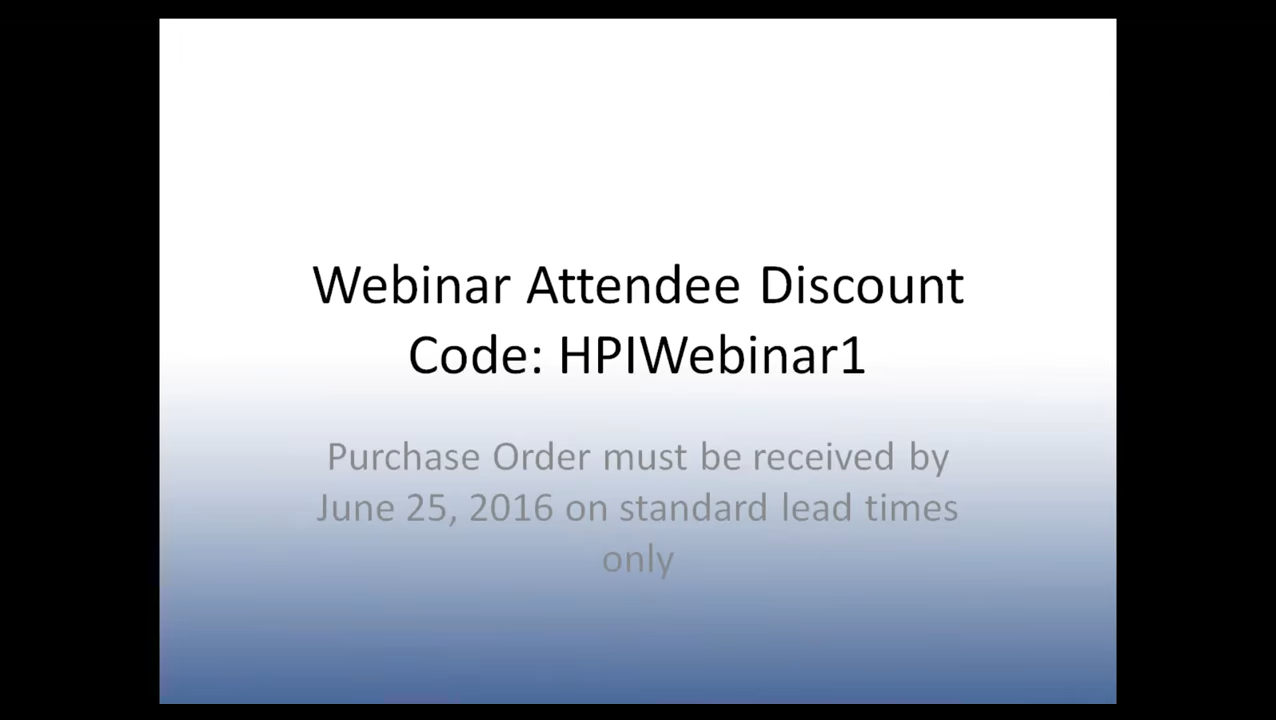 Webinar Attendee Discount
Code: HPIWebinar1
Purchase Order must be received by
June 25, 2016 on standard lead times
only